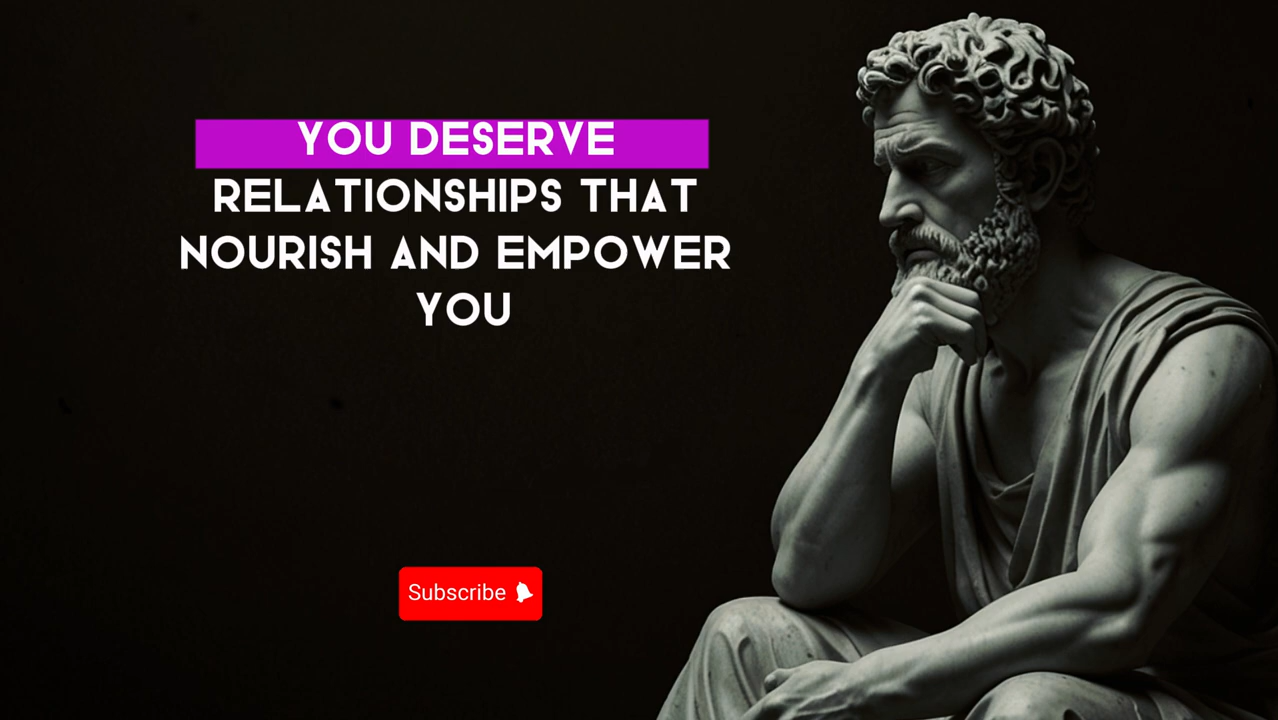 YOU DESERVE
RELATIONSHIPS THAT
NOURISH AND EMPOWER
YOU
Subscribe